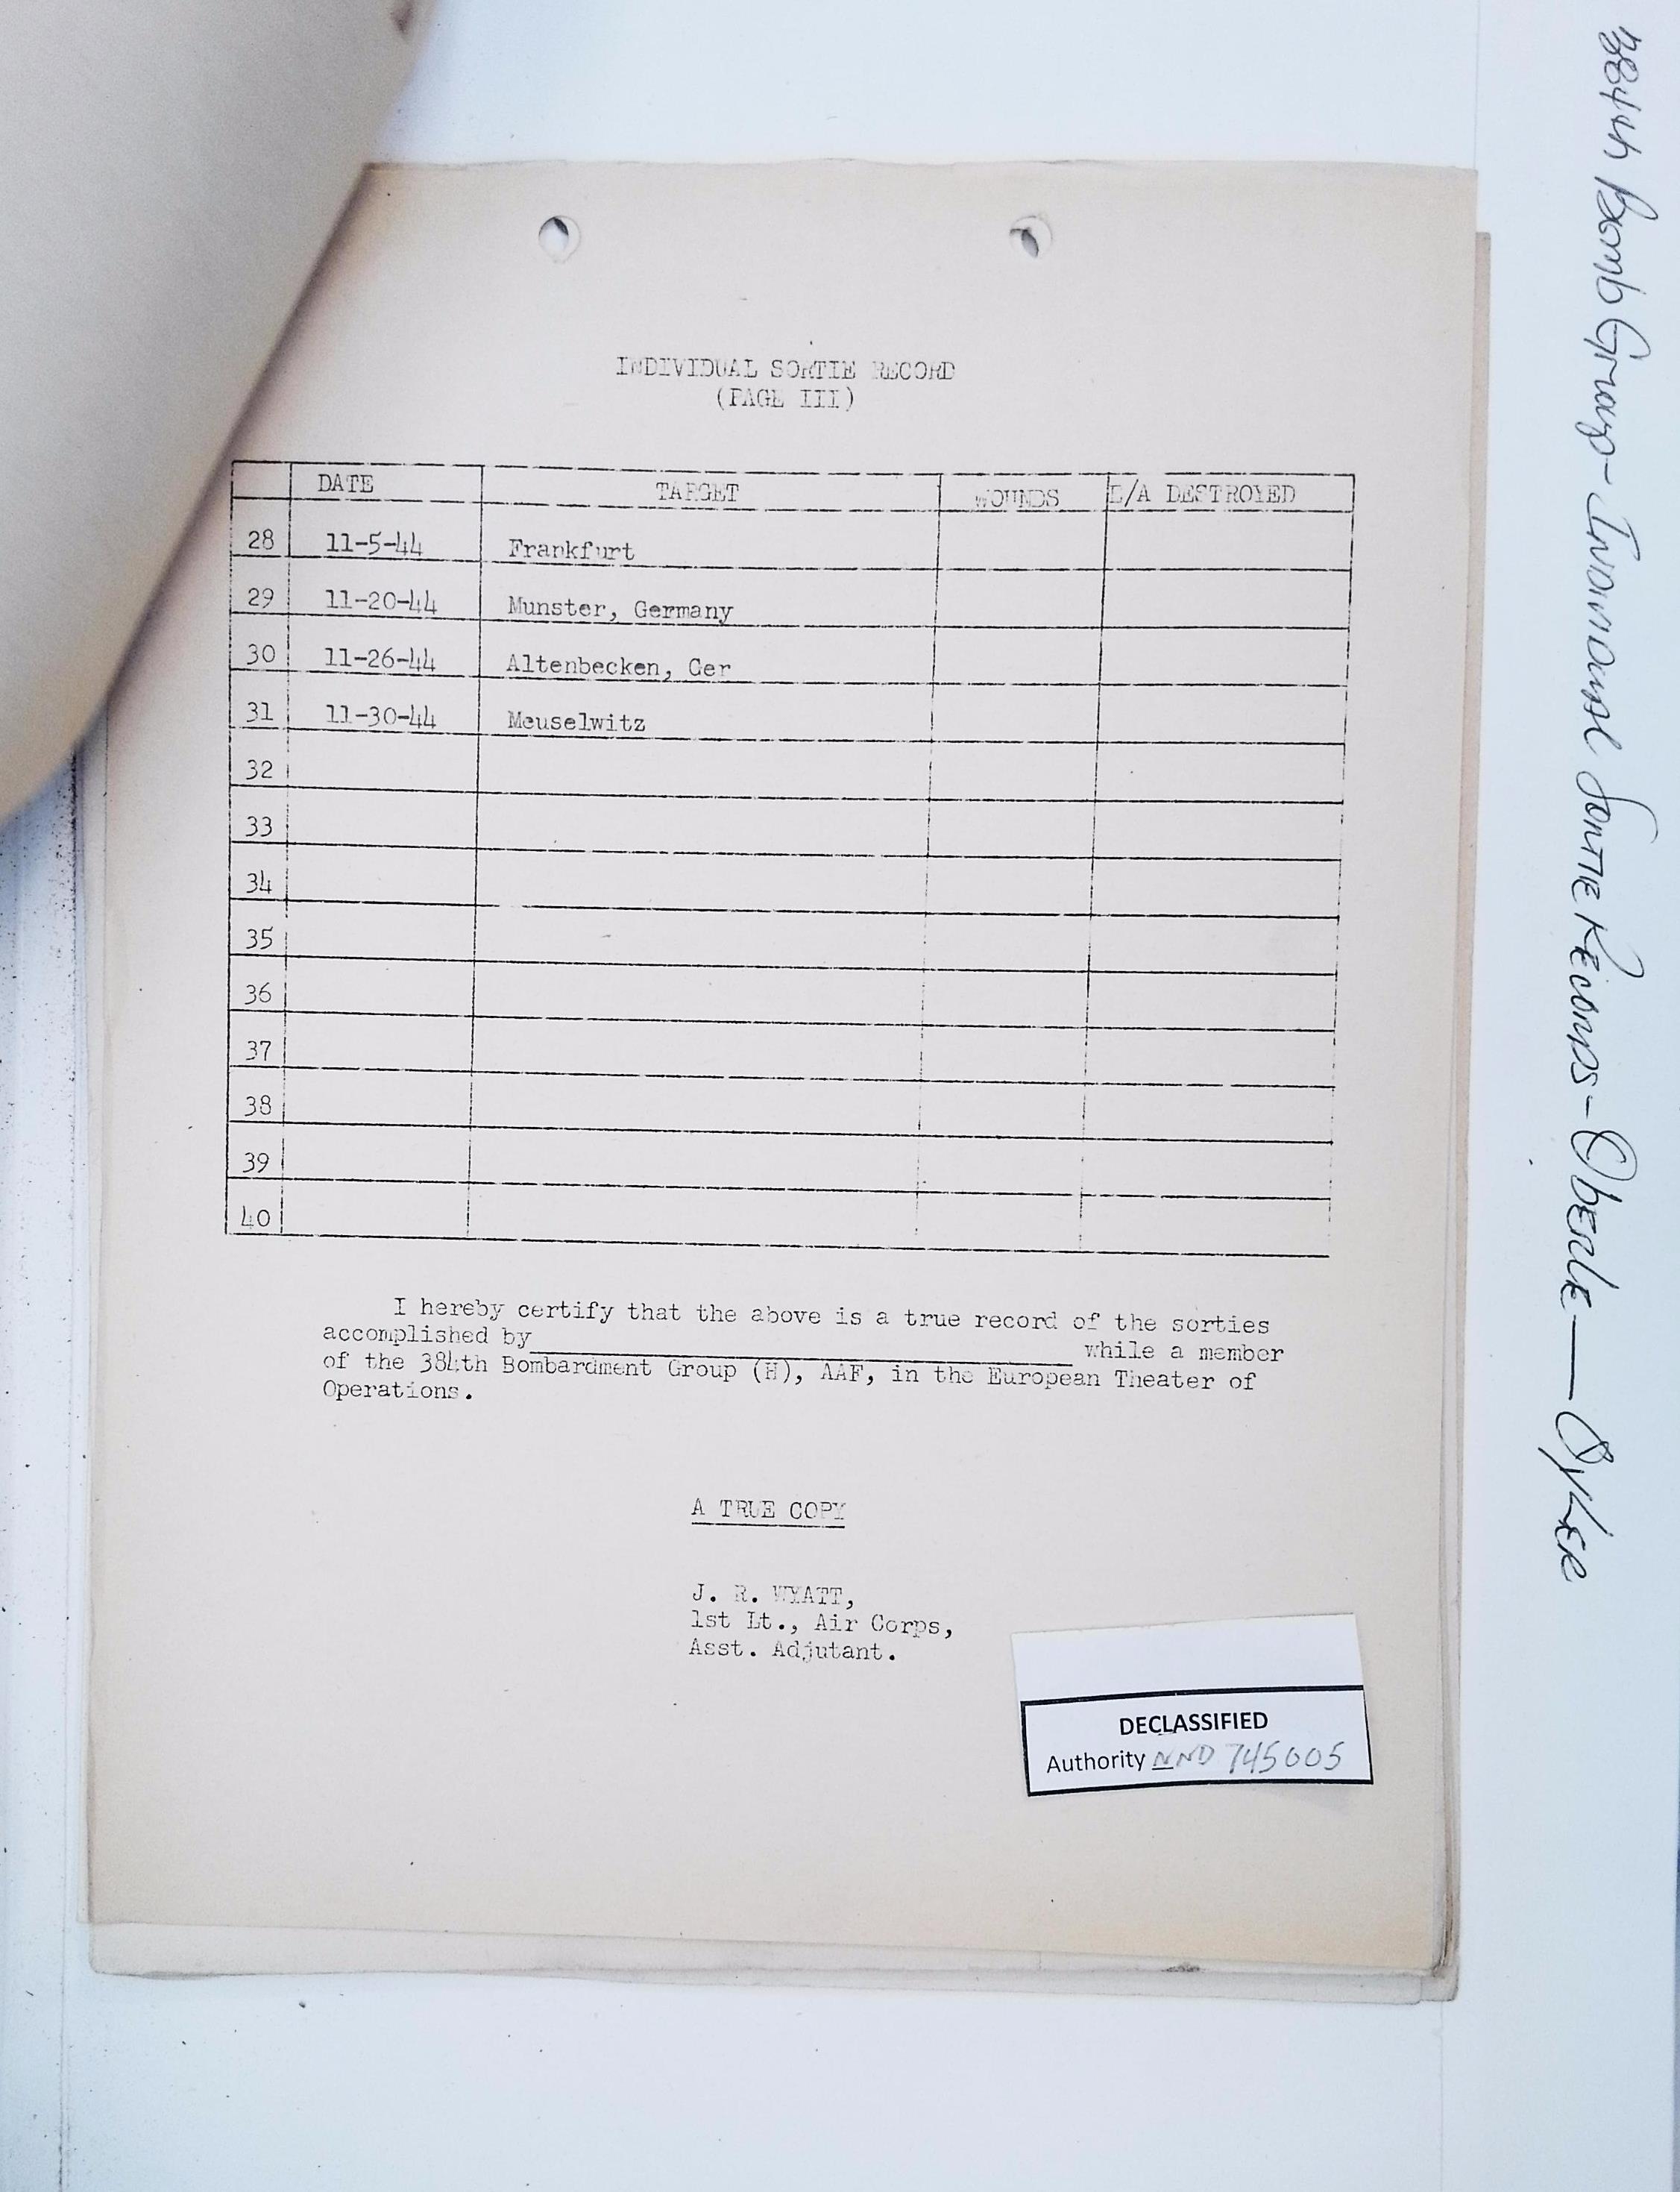 INDIVIDUAL SORTIE RECORD
(PAGE III)
DATE TARGET WOUNDS E/A DESTROYED
28 11-5-44 Frankfurt
29 11-20-44 Munster, Germany
30 11-26-44 Altenbecken, Ger
31 11-30-44 Meuselwitz
32
33
34
35
36
37
38
39
40
I hereby certify that the above is a true record of the sorties
accomplished by while a member
of the 384th Bombardment Group (H), AAF, in the European Theater of
Operations.
A TRUE COPY
J. R. WYATT,
1st Lt., Air Corps,
Asst. Adjutant.
DECLASSIFIED
Authority NND 745005
384th Bomb Group - Individual Sortie Records - Oberle — Oyler